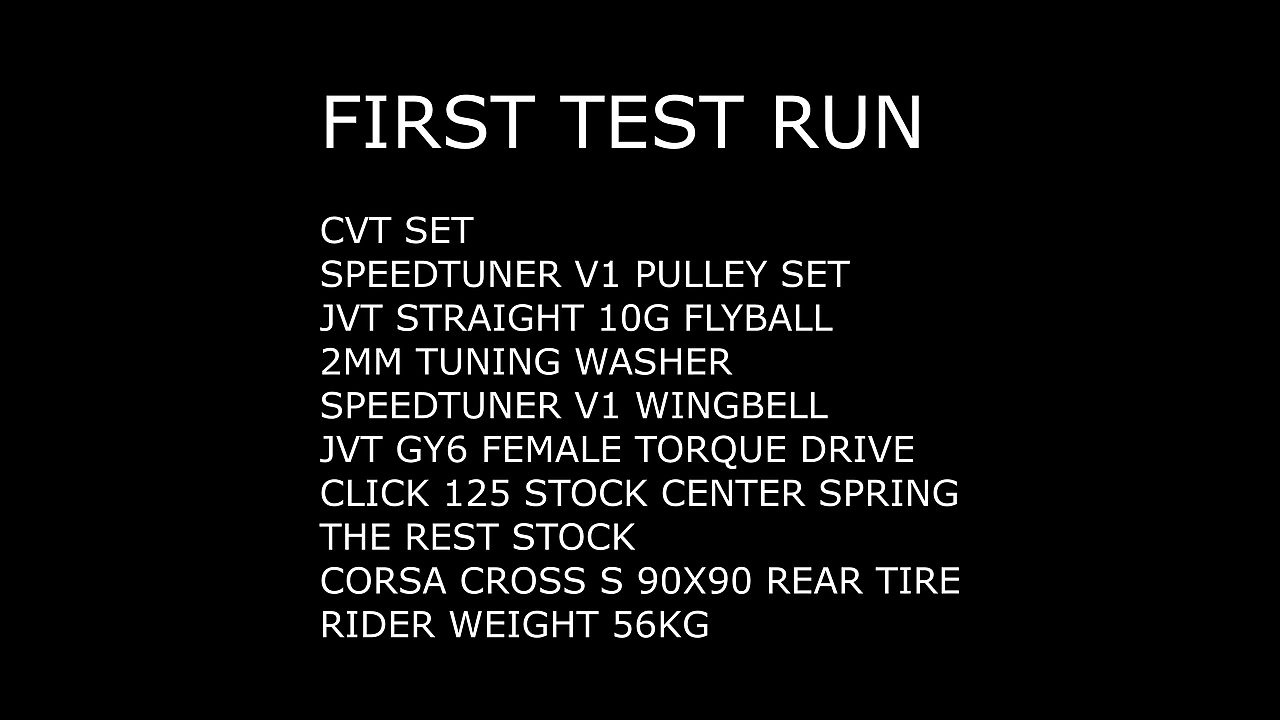 FIRST TEST RUN
CVT SET
SPEEDTUNER V1 PULLEY SET
JVT STRAIGHT 10G FLYBALL
2MM TUNING WASHER
SPEEDTUNER V1 WINGBELL
JVT GY6 FEMALE TORQUE DRIVE
CLICK 125 STOCK CENTER SPRING
THE REST STOCK
CORSA CROSS S 90X90 REAR TIRE
RIDER WEIGHT 56KG